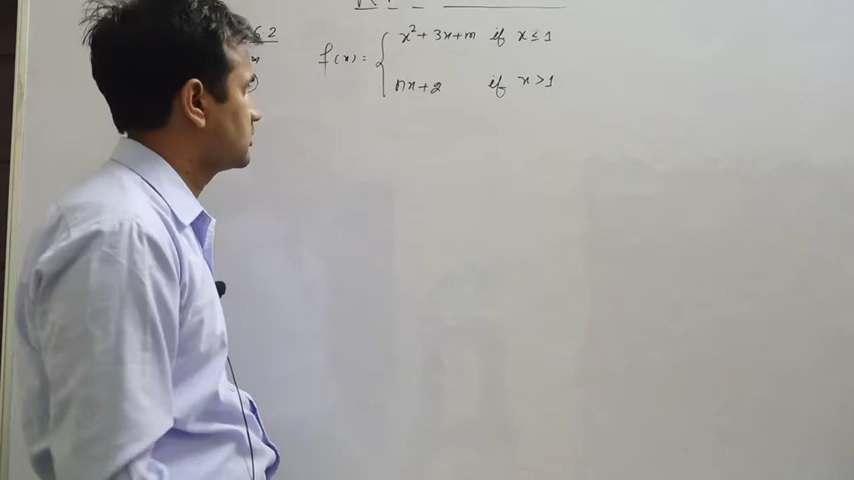 f(x) = { x² + 3x + m if x ≤ 1
nx + 2 if x > 1